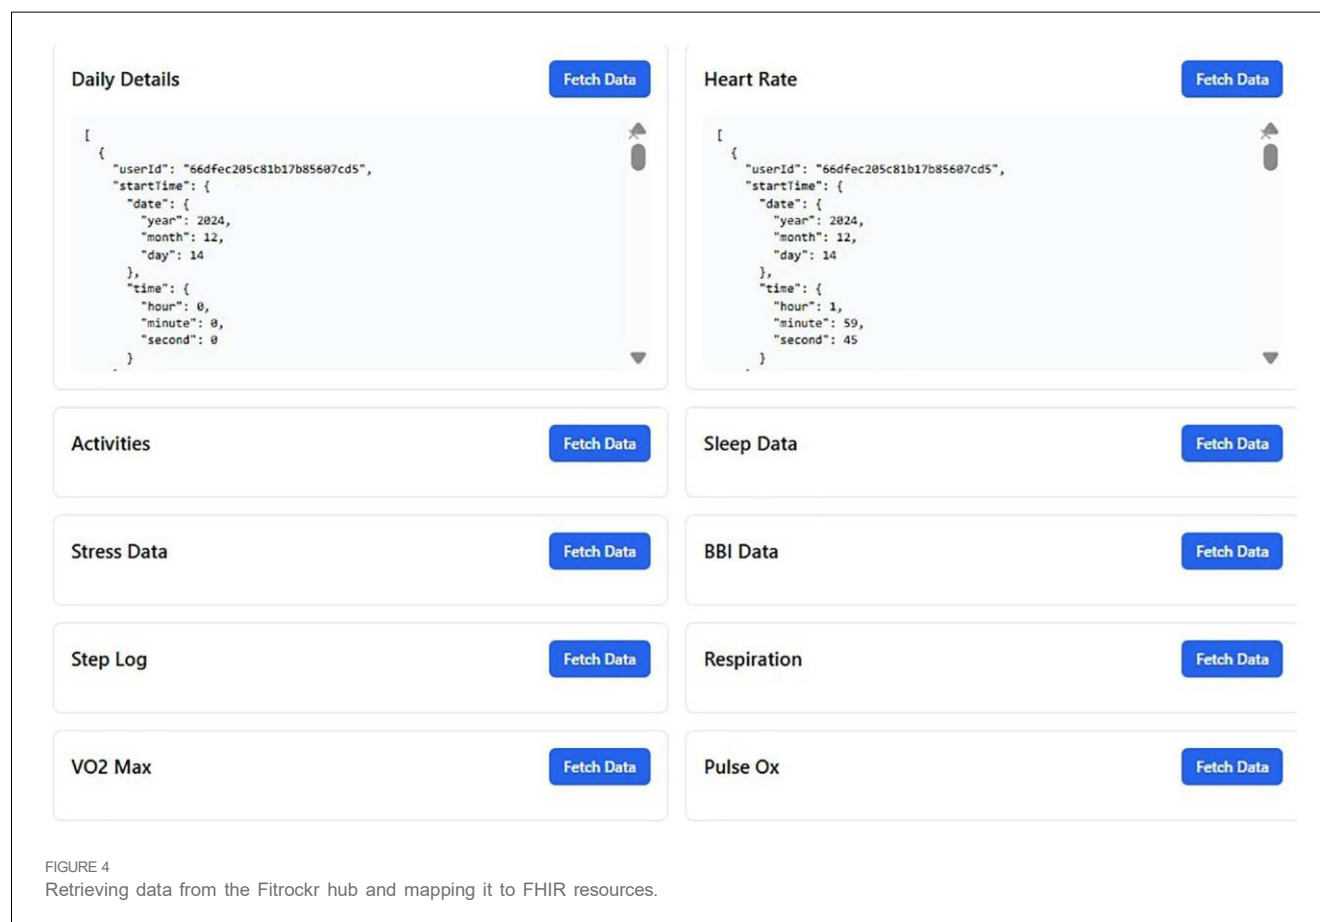 Daily Details
Fetch Data
[
{
"userId": "66dfec205c81b17b85607cd5",
"startTime": {
"date": {
"year": 2024,
"month": 12,
"day": 14
},
"time": {
"hour": 0,
"minute": 0,
"second": 0
}
Heart Rate
Fetch Data
[
{
"userId": "66dfec205c81b17b85607cd5",
"startTime": {
"date": {
"year": 2024,
"month": 12,
"day": 14
},
"time": {
"hour": 1,
"minute": 59,
"second": 45
}
Activities
Fetch Data
Sleep Data
Fetch Data
Stress Data
Fetch Data
BBI Data
Fetch Data
Step Log
Fetch Data
Respiration
Fetch Data
VO2 Max
Fetch Data
Pulse Ox
Fetch Data
FIGURE 4
Retrieving data from the Fitrockr hub and mapping it to FHIR resources.